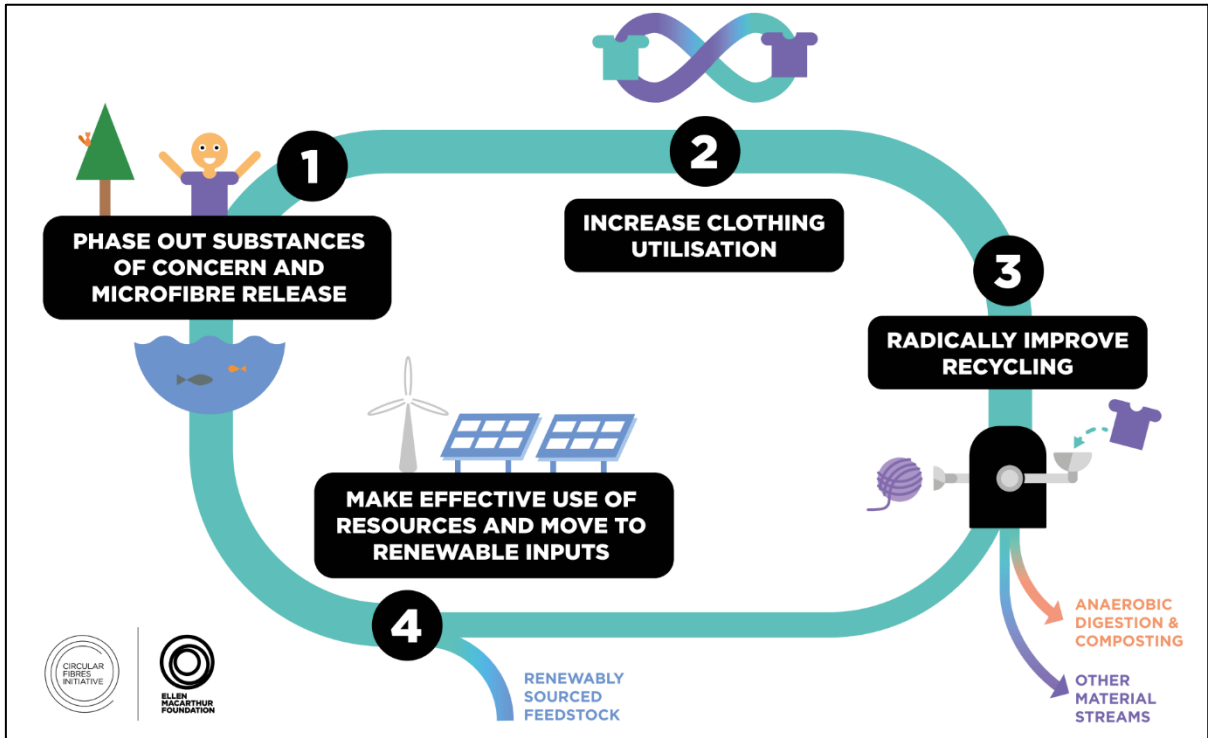 1
PHASE OUT SUBSTANCES
OF CONCERN AND
MICROFIBRE RELEASE
2
INCREASE CLOTHING
UTILISATION
3
RADICALLY IMPROVE
RECYCLING
MAKE EFFECTIVE USE OF
RESOURCES AND MOVE TO
RENEWABLE INPUTS
4
RENEWABLY
SOURCED
FEEDSTOCK
ANAEROBIC
DIGESTION &
COMPOSTING
OTHER
MATERIAL
STREAMS
CIRCULAR
FIBRES
INITIATIVE
ELLEN
MACARTHUR
FOUNDATION